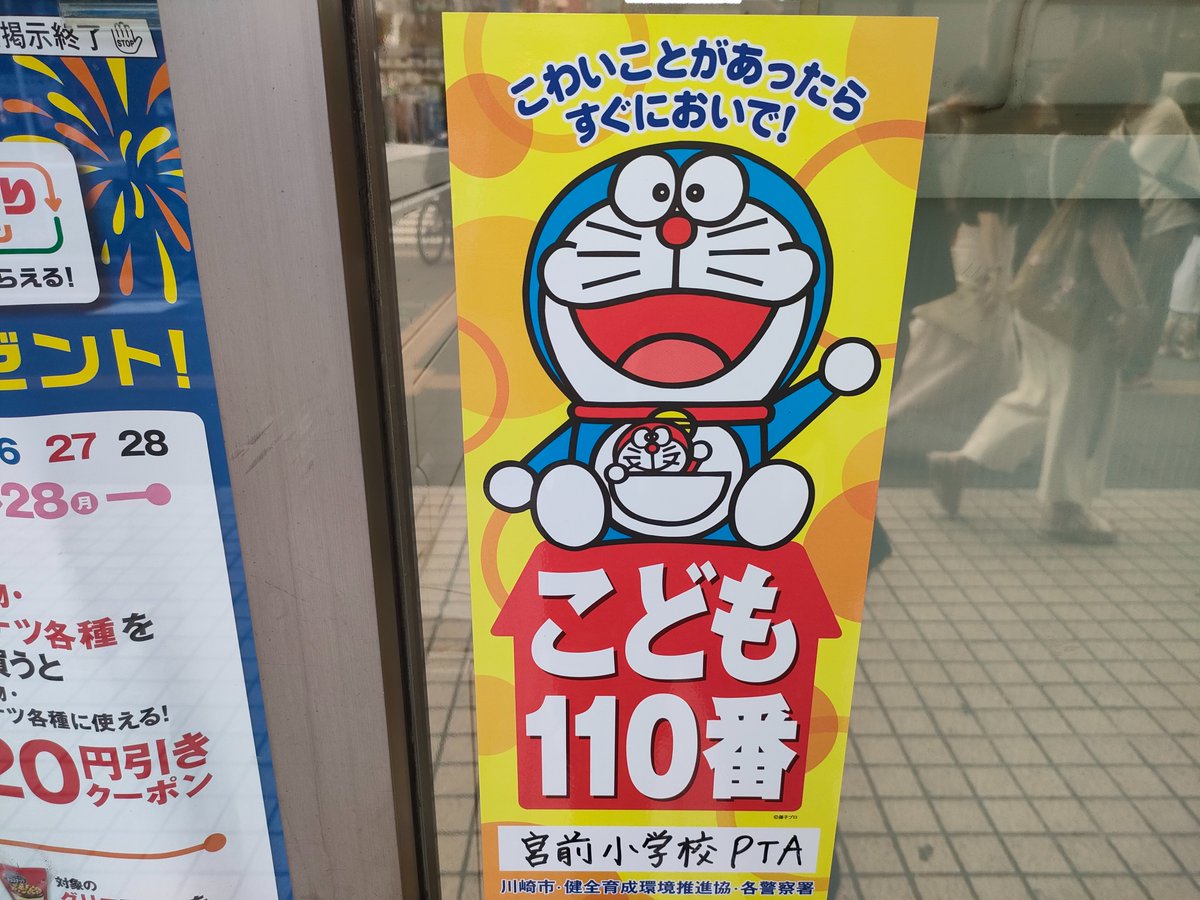 掲示終了
STOP
り
らえる!
ゼント!
6 27 28
28月
ツ各種を
買うと
ツ各種に使える!
20円引き
クーポン
対象の
こわいことがあったら
すぐにおいで!
こども
110番
©藤子プロ
宮前小学校PTA
川崎市・健全育成環境推進協・各警察署